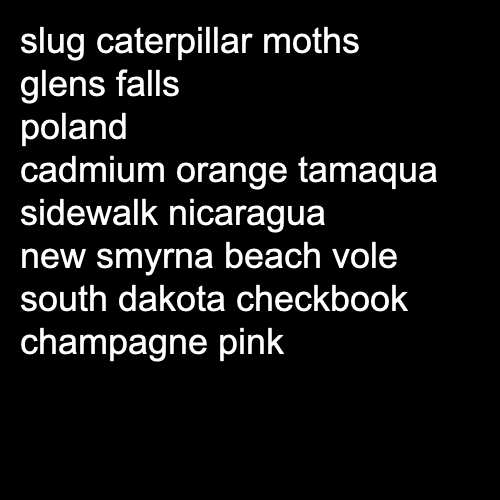 slug caterpillar moths
glens falls
poland
cadmium orange tamaqua
sidewalk nicaragua
new smyrna beach vole
south dakota checkbook
champagne pink